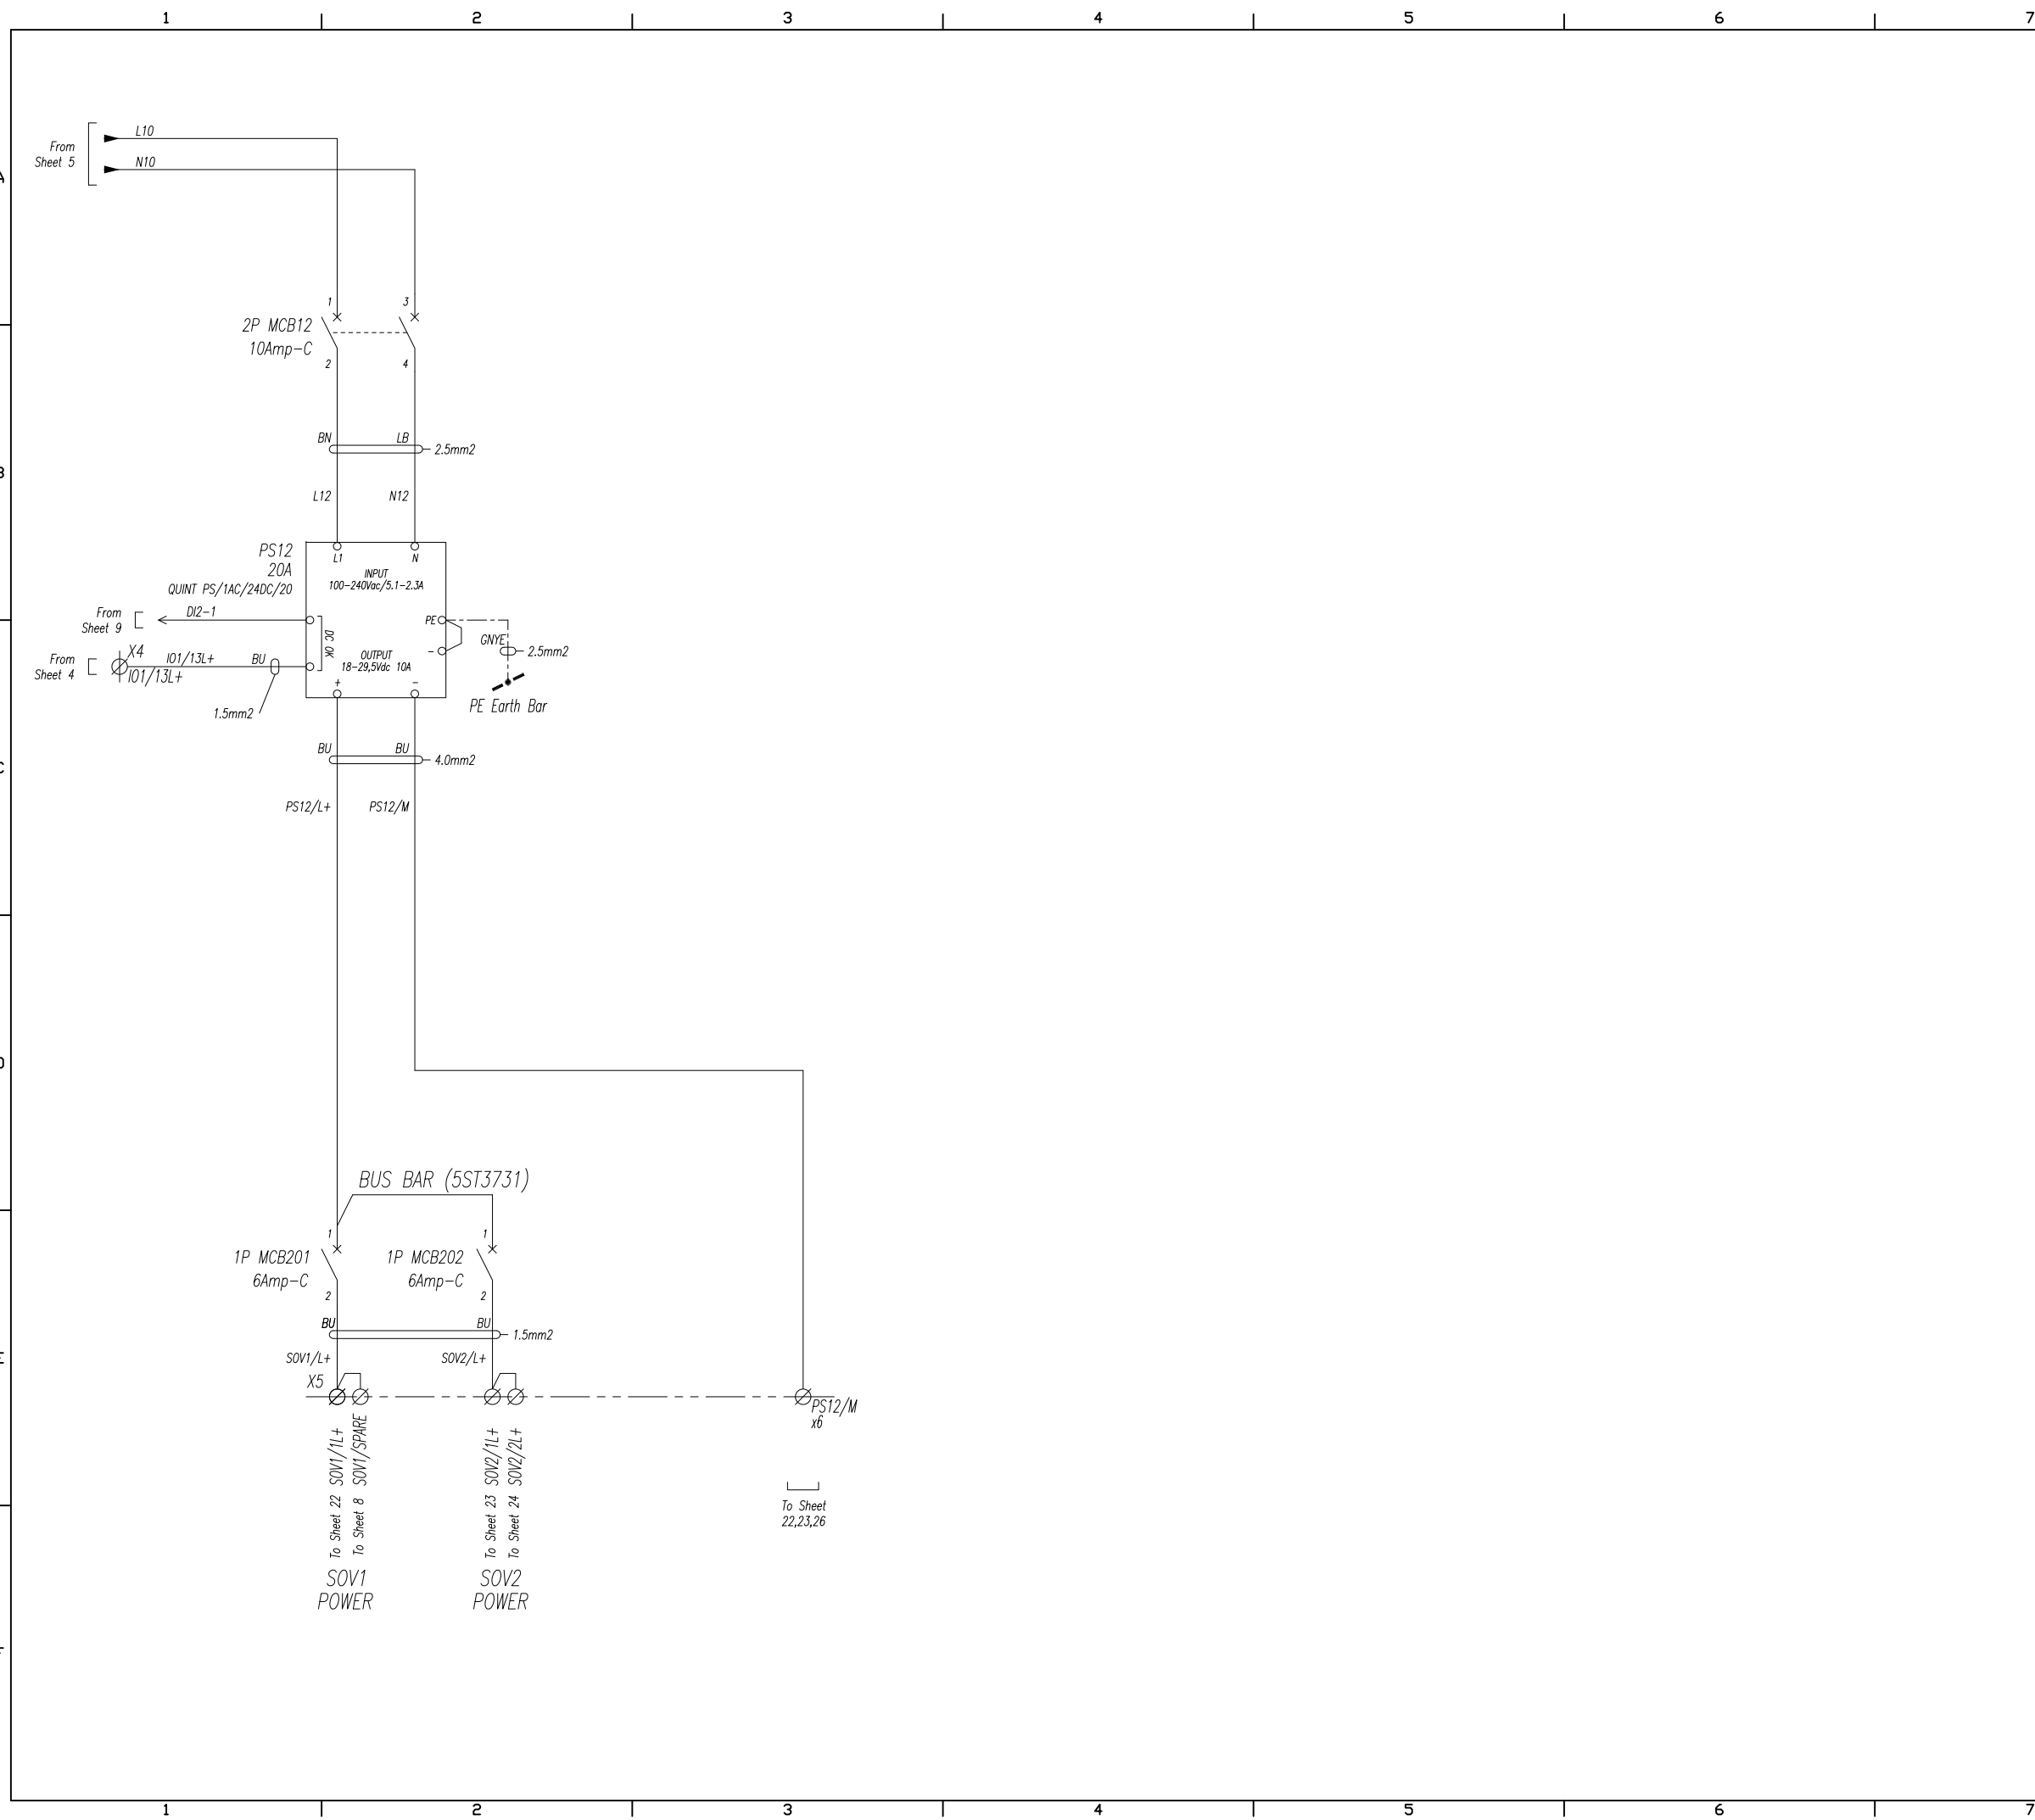 1 2 3 4 5 6 7
L10
From
Sheet 5
N10
A
1 3
2P MCB12
10Amp-C
2 4
BN LB
2.5mm2
L12 N12
PS12
20A
QUINT PS/1AC/24DC/20
L1 N
INPUT
100-240Vac/5.1-2.3A
From
Sheet 9
DI2-1
DC OK
PE
-
GNYE
2.5mm2
OUTPUT
18-29,5Vdc 10A
+ -
From
Sheet 4
X4
IO1/13L+
IO1/13L+
BU
1.5mm2
PE Earth Bar
BU BU
4.0mm2
PS12/L+ PS12/M
BUS BAR (5ST3731)
1 1
1P MCB201
6Amp-C
1P MCB202
6Amp-C
2 2
BU BU
1.5mm2
SOV1/L+ SOV2/L+
X5
PS12/M
x6
To Sheet 22 SOV1/1L+
To Sheet 8 SOV1/SPARE
To Sheet 23 SOV2/1L+
To Sheet 24 SOV2/2L+
To Sheet
22,23,26
SOV1
POWER
SOV2
POWER
1 2 3 4 5 6 7